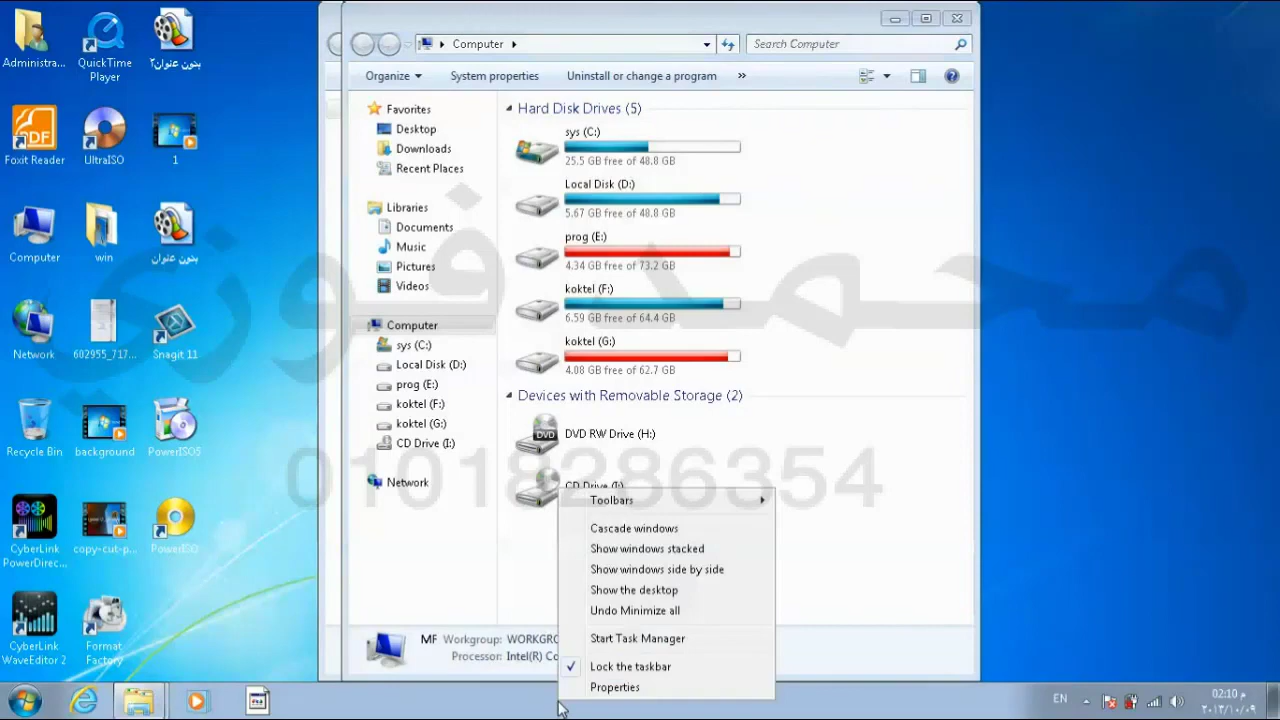 Administra...
QuickTime Player
بدون عنوان٢
Foxit Reader
UltraISO
1
Computer
win
بدون عنوان
Network
602955_717...
Snagit 11
Recycle Bin
background
PowerISO5
CyberLink PowerDirec...
copy-cut-p...
PowerISO
CyberLink WaveEditor 2
Format Factory
Computer
Search Computer
Organize
System properties
Uninstall or change a program
»
Favorites
Desktop
Downloads
Recent Places
Libraries
Documents
Music
Pictures
Videos
Computer
sys (C:)
Local Disk (D:)
prog (E:)
koktel (F:)
koktel (G:)
CD Drive (I:)
Network
Hard Disk Drives (5)
sys (C:)
25.5 GB free of 48.8 GB
Local Disk (D:)
5.67 GB free of 48.8 GB
prog (E:)
4.34 GB free of 73.2 GB
koktel (F:)
6.59 GB free of 64.4 GB
koktel (G:)
4.08 GB free of 62.7 GB
Devices with Removable Storage (2)
DVD RW Drive (H:)
CD Drive (I:)
محمد فوزي
01018286354
Toolbars
Cascade windows
Show windows stacked
Show windows side by side
Show the desktop
Undo Minimize all
Start Task Manager
Lock the taskbar
Properties
MF Workgroup: WORKGRO
Processor: Intel(R) Co
EN
02:10 م
٢٠١٣/١٠/٠٩